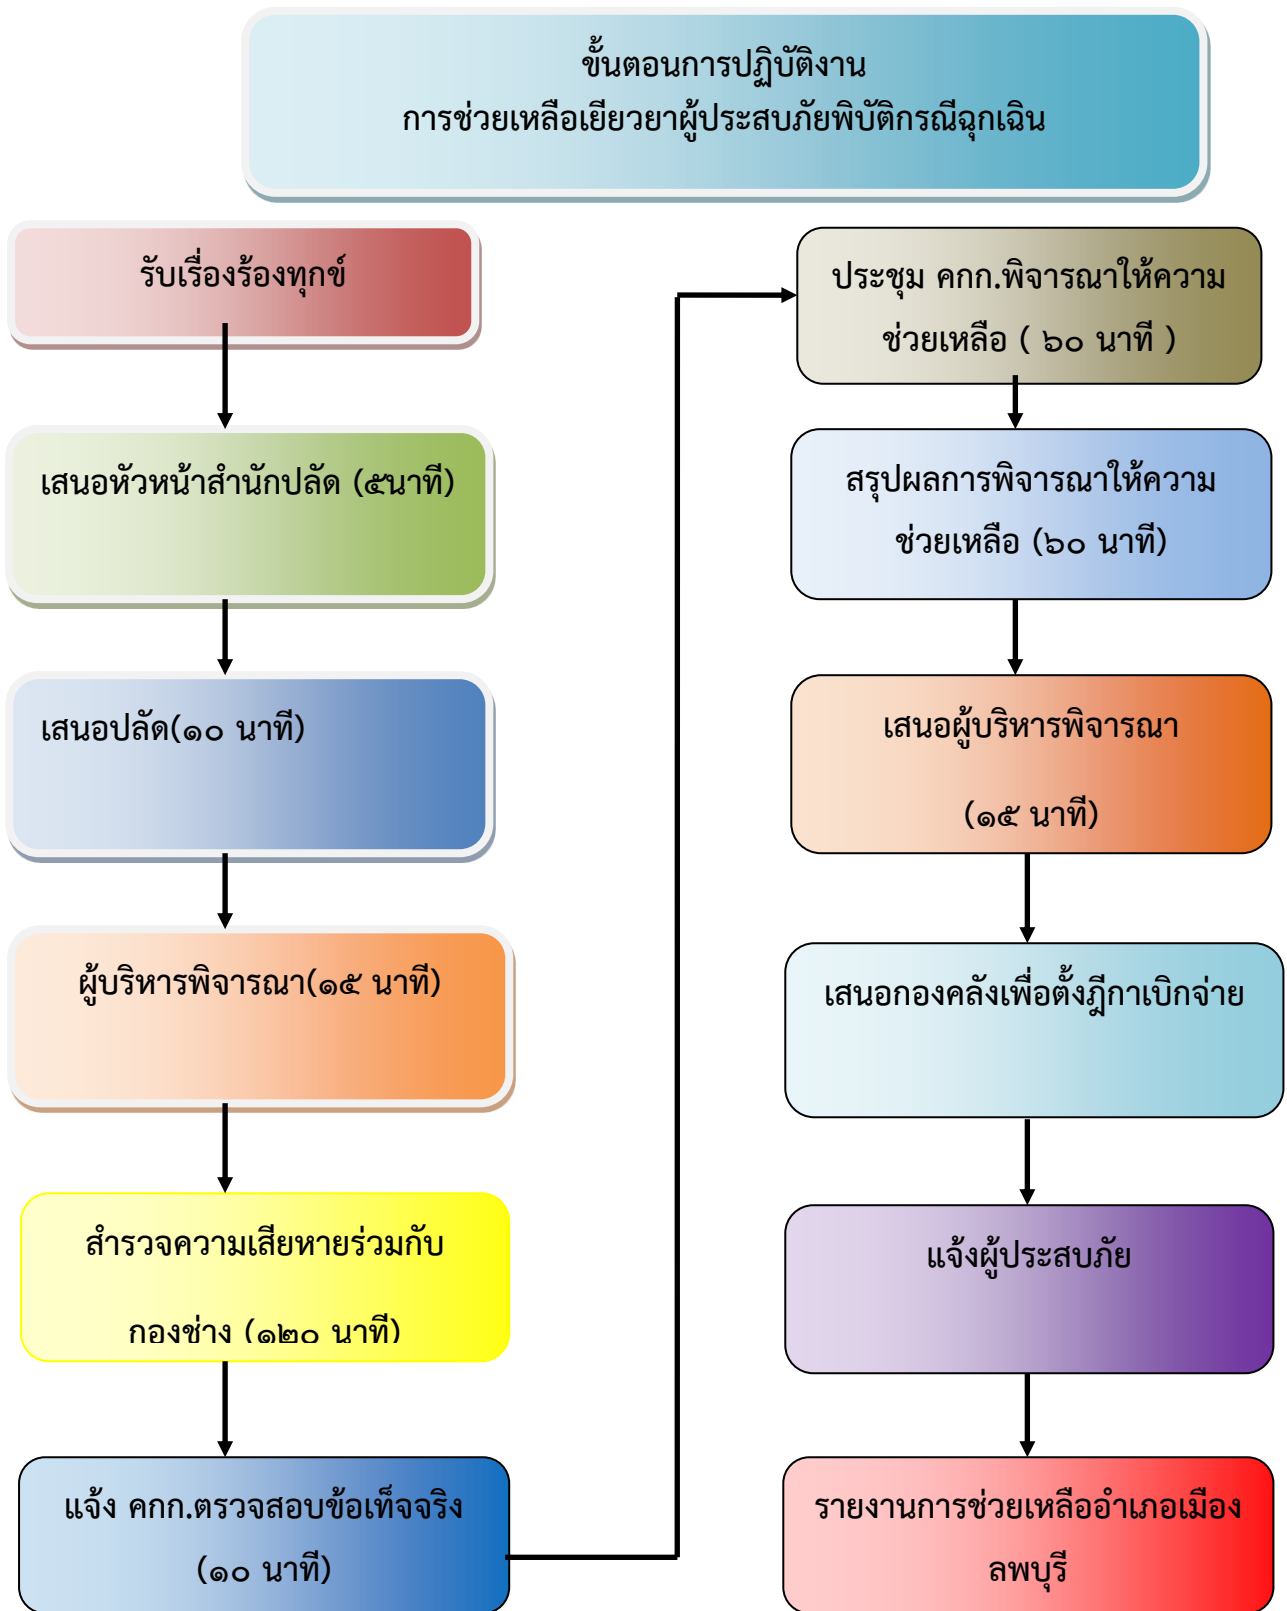 ขั้นตอนการปฏิบัติงาน
การช่วยเหลือเยียวยาผู้ประสบภัยพิบัติกรณีฉุกเฉิน
รับเรื่องร้องทุกข์
เสนอหัวหน้าสำนักปลัด (๕นาที)
เสนอปลัด(๑๐ นาที)
ผู้บริหารพิจารณา(๑๕ นาที)
สำรวจความเสียหายร่วมกับ
กองช่าง (๑๒๐ นาที)
แจ้ง คกก.ตรวจสอบข้อเท็จจริง
(๑๐ นาที)
ประชุม คกก.พิจารณาให้ความ
ช่วยเหลือ ( ๖๐ นาที )
สรุปผลการพิจารณาให้ความ
ช่วยเหลือ (๖๐ นาที)
เสนอผู้บริหารพิจารณา
(๑๕ นาที)
เสนอกองคลังเพื่อตั้งฎีกาเบิกจ่าย
แจ้งผู้ประสบภัย
รายงานการช่วยเหลืออำเภอเมือง
ลพบุรี